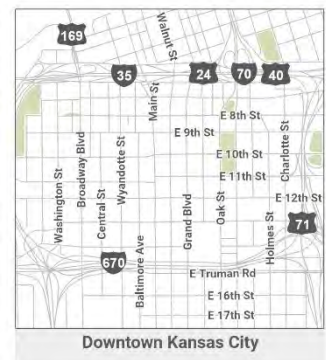 169
Walnut St
35
24
70
40
Main St
E 8th St
E 9th St
Charlotte St
E 10th St
E 11th St
Washington St
Broadway Blvd
Central St
Wyandotte St
Grand Blvd
Oak St
E 12th St
Holmes St
71
Baltimore Ave
670
E Truman Rd
E 16th St
E 17th St
Downtown Kansas City